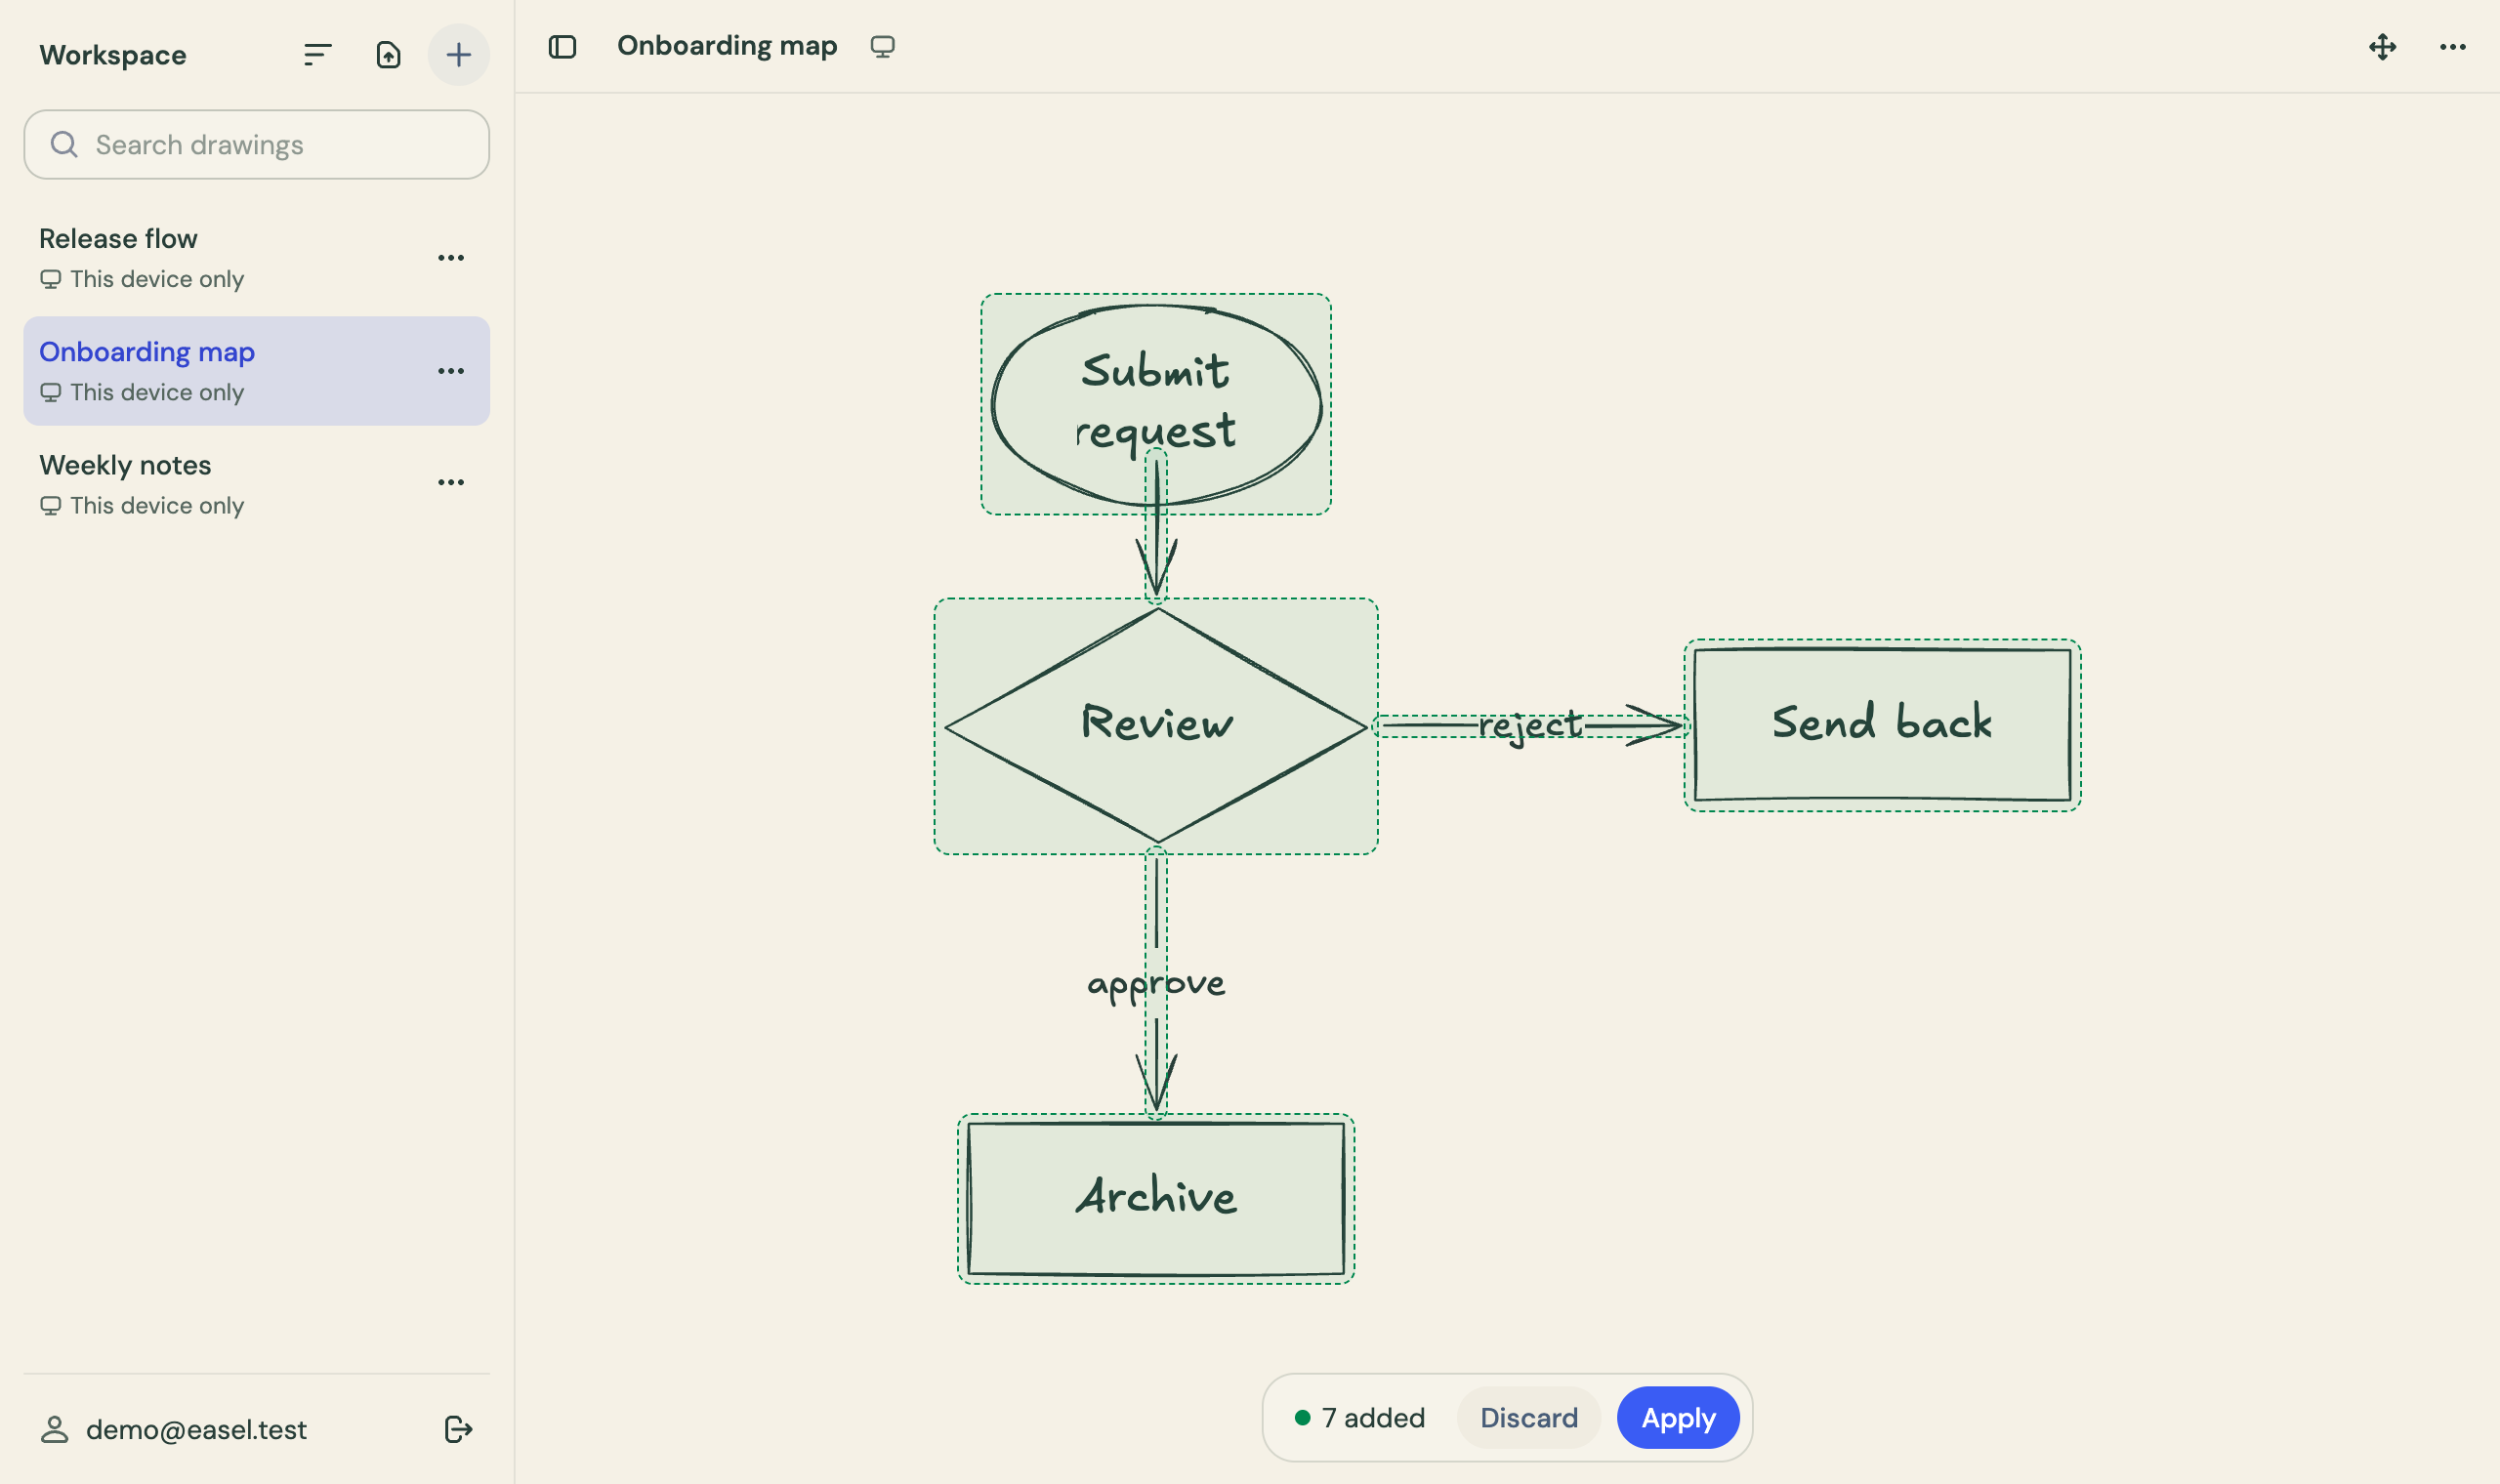 Workspace
Search drawings
Release flow
This device only
Onboarding map
This device only
Weekly notes
This device only
demo@easel.test
Onboarding map
Submit
request
Review
reject
Send back
approve
Archive
7 added
Discard
Apply